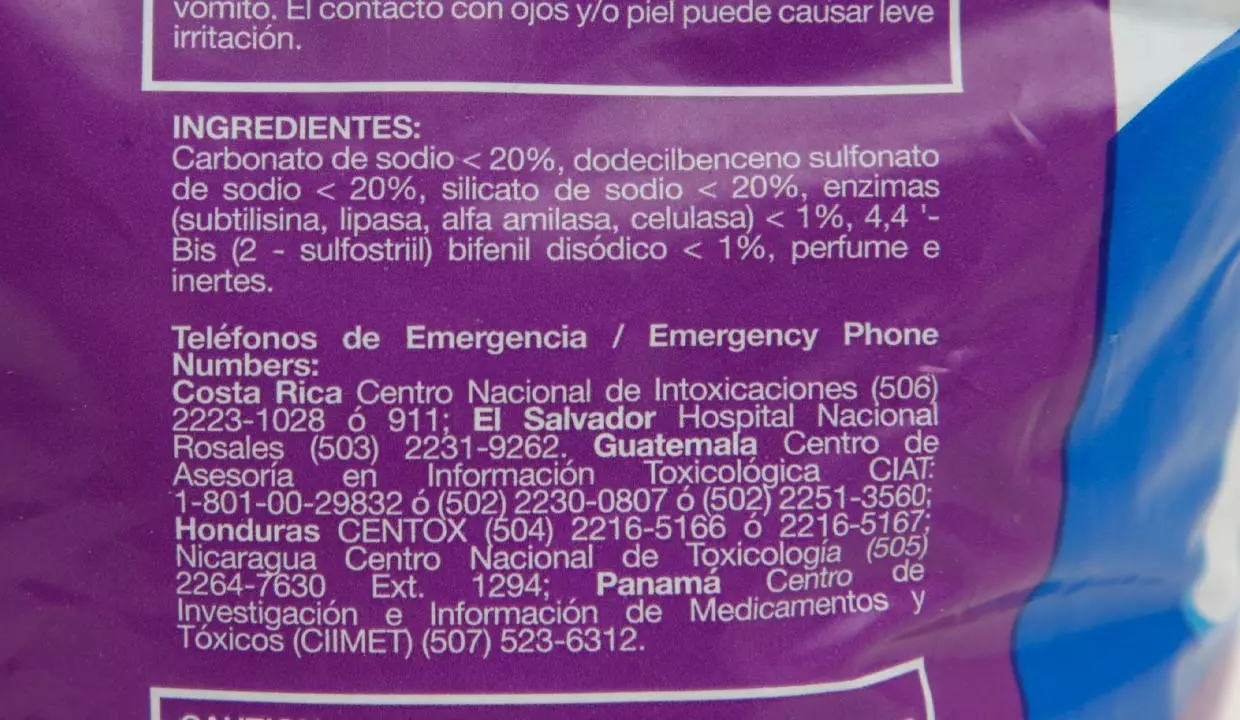 vómito. El contacto con ojos y/o piel puede causar leve
irritación.
INGREDIENTES:
Carbonato de sodio < 20%, dodecilbenceno sulfonato
de sodio < 20%, silicato de sodio < 20%, enzimas
(subtilisina, lipasa, alfa amilasa, celulasa) < 1%, 4,4 '-
Bis (2 - sulfostriil) bifenil disódico < 1%, perfume e
inertes.
Teléfonos de Emergencia / Emergency Phone
Numbers:
Costa Rica Centro Nacional de Intoxicaciones (506)
2223-1028 ó 911; El Salvador Hospital Nacional
Rosales (503) 2231-9262. Guatemala Centro de
Asesoría en Información Toxicológica CIAT:
1-801-00-29832 ó (502) 2230-0807 ó (502) 2251-3560;
Honduras CENTOX (504) 2216-5166 ó 2216-5167;
Nicaragua Centro Nacional de Toxicología (505)
2264-7630 Ext. 1294; Panamá Centro de
Investigación e Información de Medicamentos y
Tóxicos (CIIMET) (507) 523-6312.